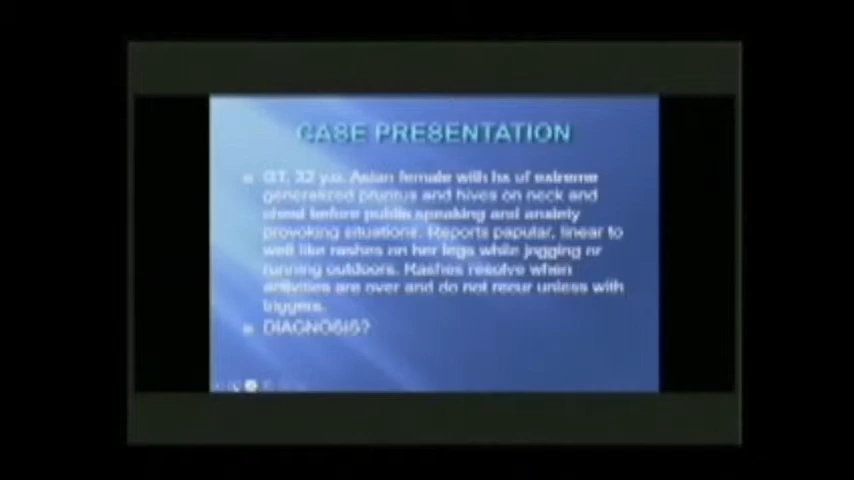 CASE PRESENTATION
GT, 32 y.o. Asian female with hx of extreme
generalized pruritus and hives on neck and
chest before public speaking and anxiety
provoking situations. Reports papular, linear to
well like rashes on her legs while jogging or
running outdoors. Rashes resolve when
activities are over and do not recur unless with
triggers.
DIAGNOSIS?